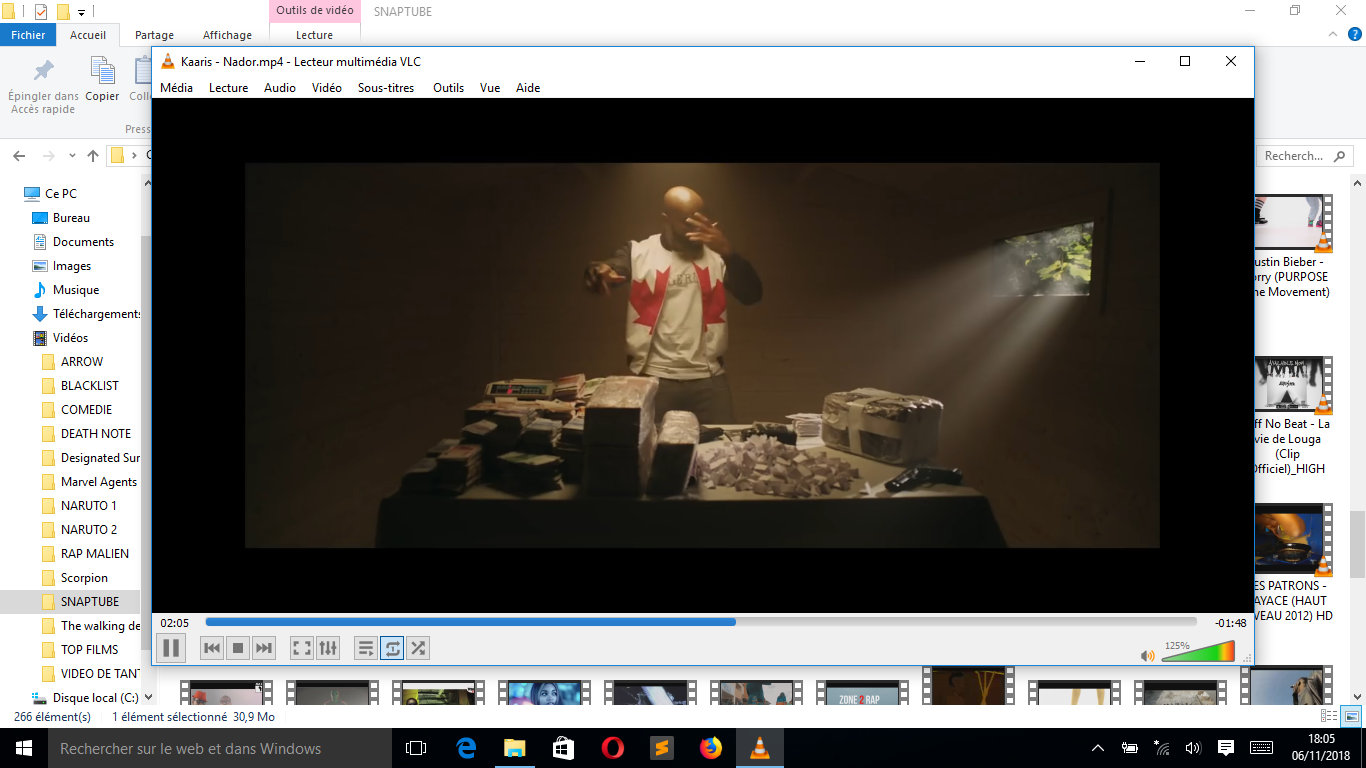 Outils de vidéo
SNAPTUBE
Fichier
Accueil
Partage
Affichage
Lecture
Épingler dans
Accès rapide
Copier
Coll
Press
Kaaris - Nador.mp4 - Lecteur multimédia VLC
Média Lecture Audio Vidéo Sous-titres Outils Vue Aide
Recherch...
Ce PC
Bureau
Documents
Images
Musique
Téléchargements
Vidéos
ARROW
BLACKLIST
COMEDIE
DEATH NOTE
Designated Sur
Marvel Agents
NARUTO 1
NARUTO 2
RAP MALIEN
Scorpion
SNAPTUBE
The walking de
TOP FILMS
VIDEO DE TANT
Disque local (C:)
ustin Bieber -
orry (PURPOSE
he Movement)
ff No Beat - La
vie de Louga
(Clip
Officiel)_HIGH
ES PATRONS -
AYACE (HAUT
VEAU 2012) HD
02:05
-01:48
125%
ZONE 2 RAP
266 élément(s)
1 élément sélectionné 30,9 Mo
Rechercher sur le web et dans Windows
18:05
06/11/2018